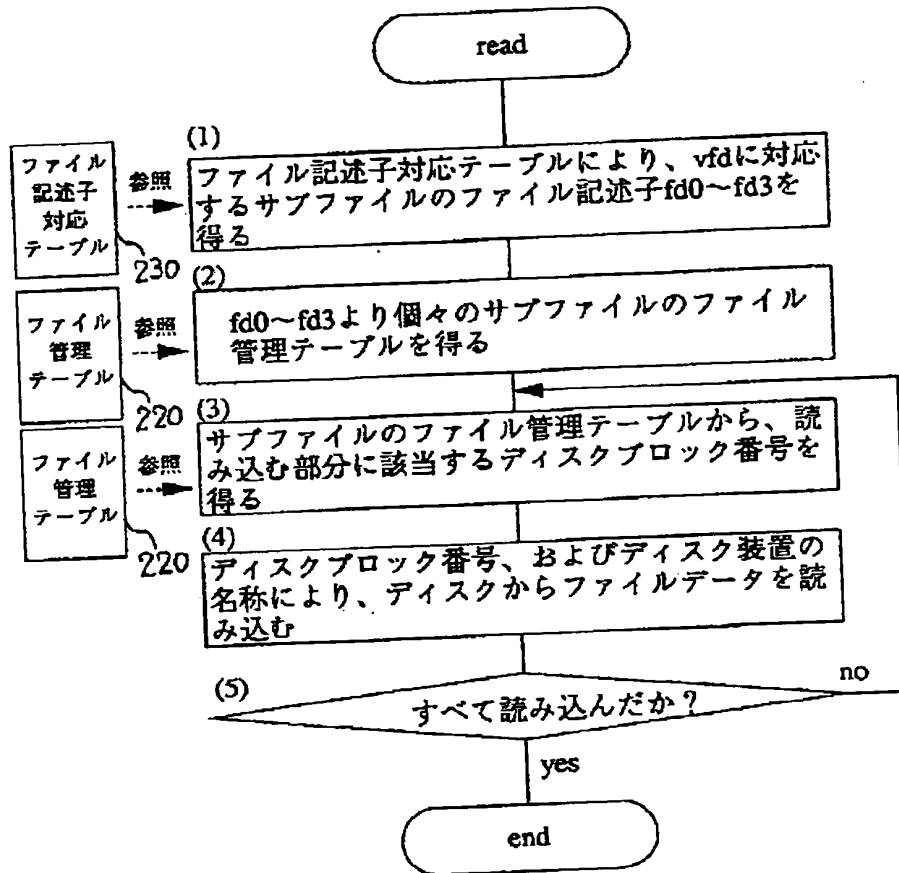 read
(1)
ファイル
記述子
対応
テーブル
参照
230
ファイル記述子対応テーブルにより、vfdに対応
するサブファイルのファイル記述子fd0〜fd3を
得る
(2)
ファイル
管理
テーブル
参照
220
fd0〜fd3より個々のサブファイルのファイル
管理テーブルを得る
(3)
ファイル
管理
テーブル
参照
220
サブファイルのファイル管理テーブルから、読
み込む部分に該当するディスクブロック番号を
得る
(4)
ディスクブロック番号、およびディスク装置の
名称により、ディスクからファイルデータを読
み込む
(5)
すべて読み込んだか?
no
yes
end